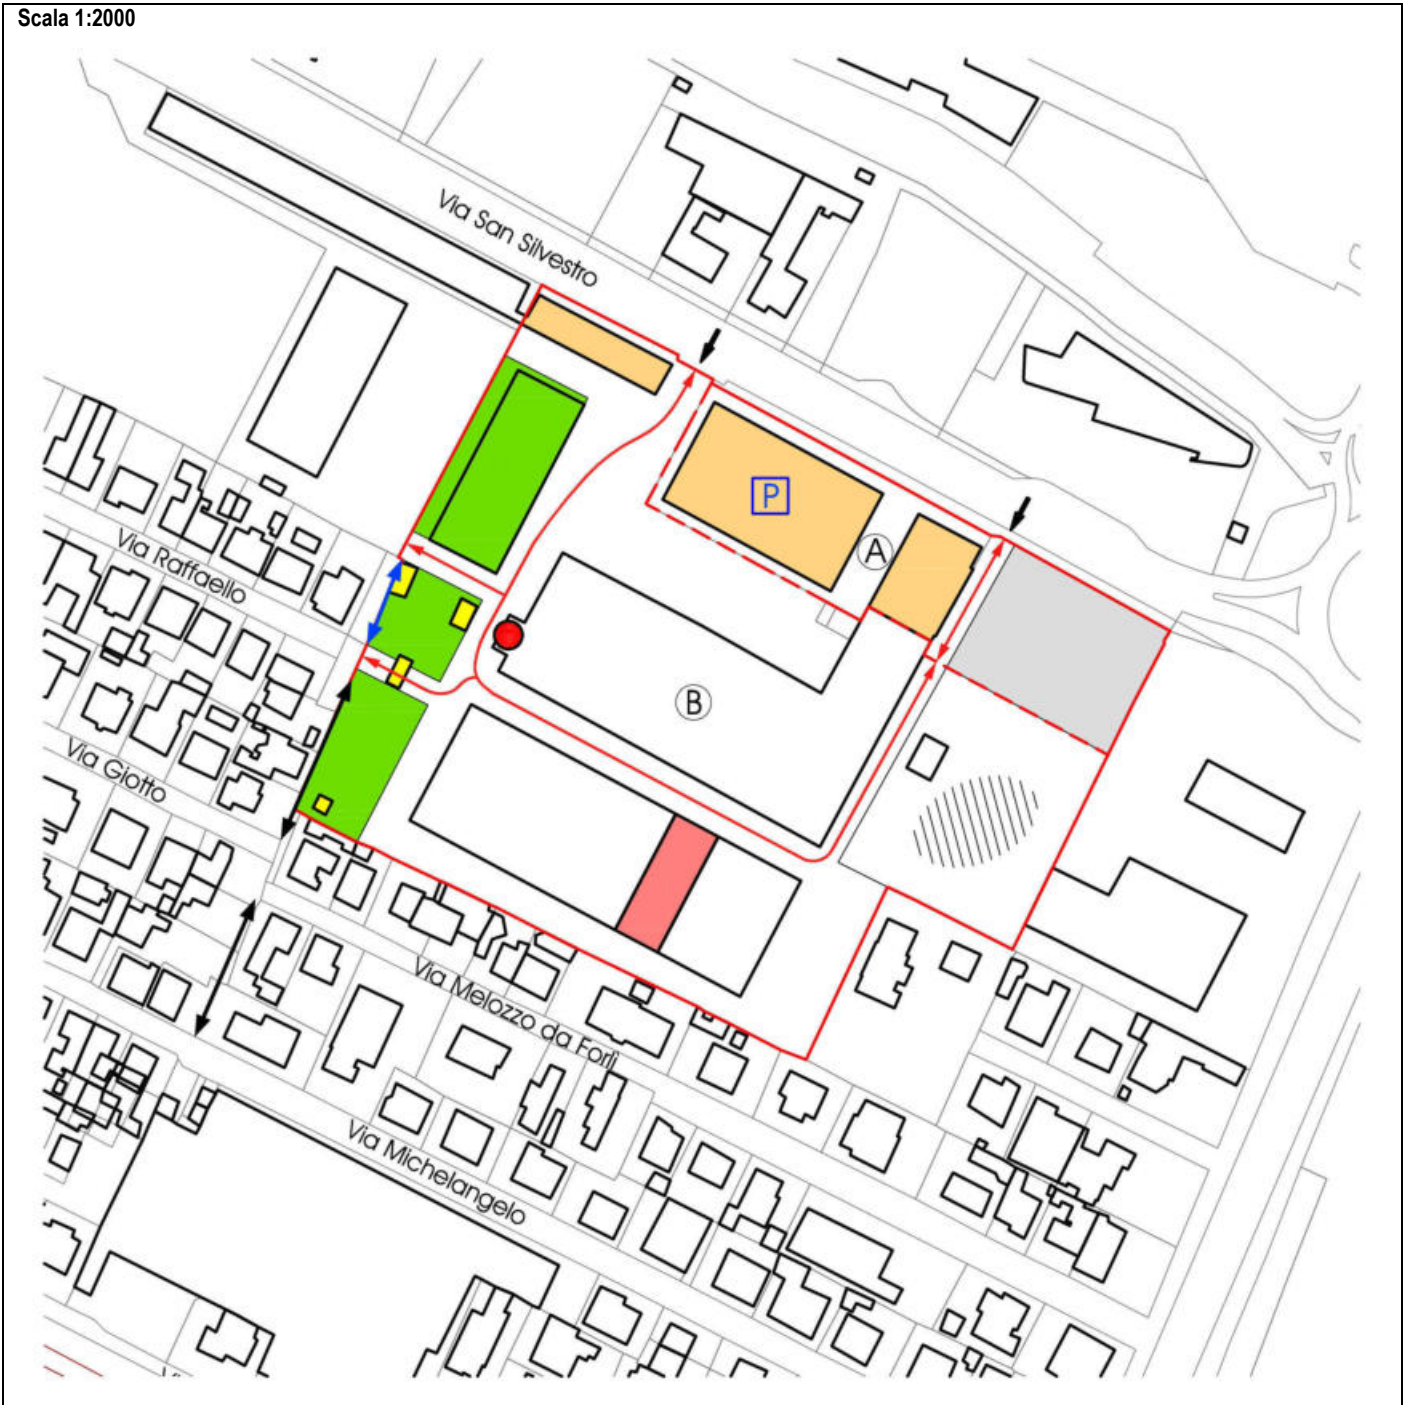 Scala 1:2000
Via San Silvestro
P
A
Via Raffaello
B
Via Giotto
Via Melozzo da Forlì
Via Michelangelo